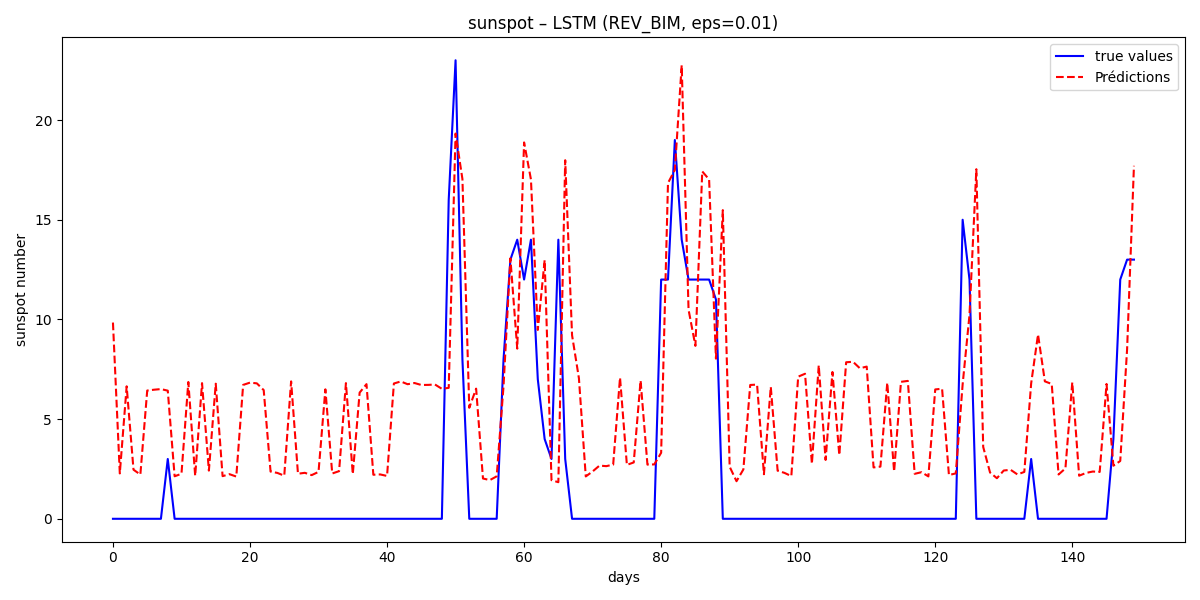 sunspot – LSTM (REV_BIM, eps=0.01)
true values
Prédictions
sunspot number
20
15
10
5
0
0 20 40 60 80 100 120 140
days